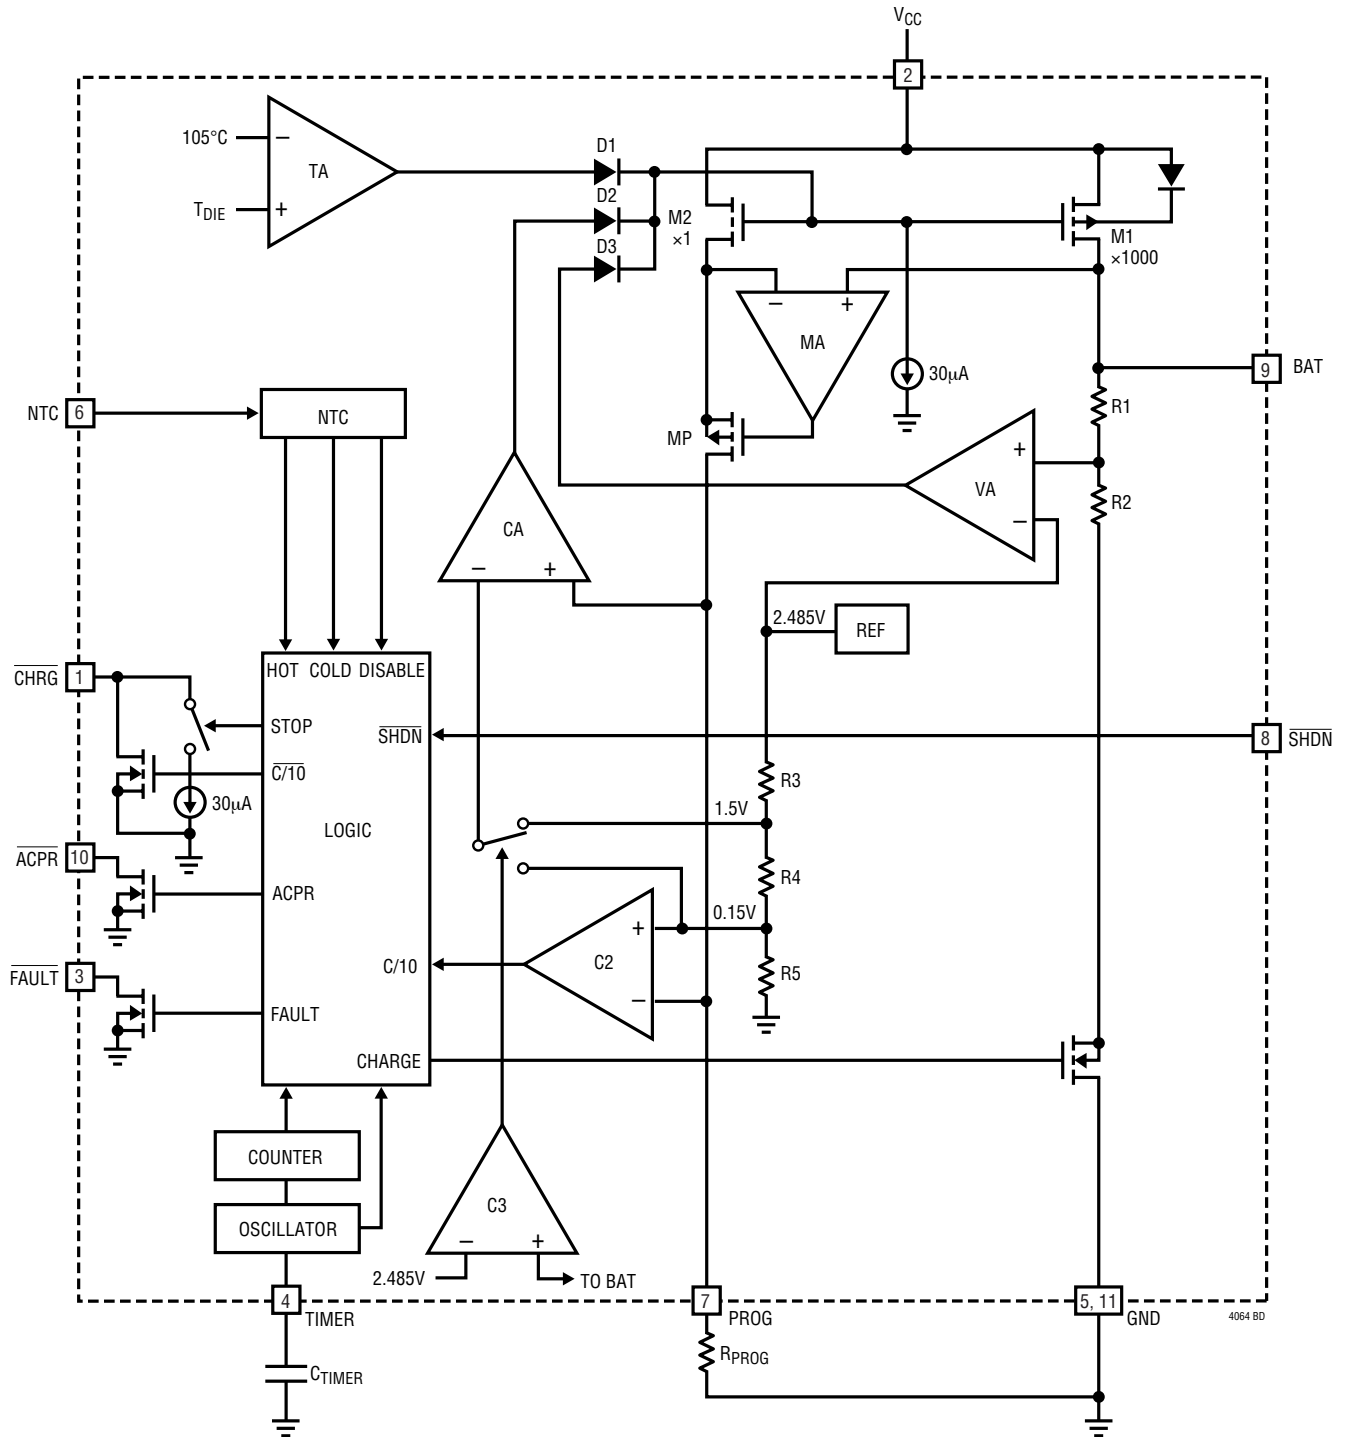 VCC
2
105°C
−
TA
TDIE
+
D1
D2
D3
M2
×1
M1
×1000
−
+
MA
30µA
9
BAT
NTC
6
NTC
MP
R1
+
VA
−
R2
CA
−
+
2.485V
REF
CHRG
1
HOT
COLD
DISABLE
STOP
SHDN
8
SHDN
C/10
30µA
LOGIC
R3
1.5V
ACPR
10
ACPR
R4
0.15V
+
C2
−
C/10
R5
FAULT
3
FAULT
CHARGE
COUNTER
OSCILLATOR
C3
−
+
2.485V
TO BAT
4
TIMER
7
PROG
5, 11
GND
4064 BD
RPROG
CTIMER